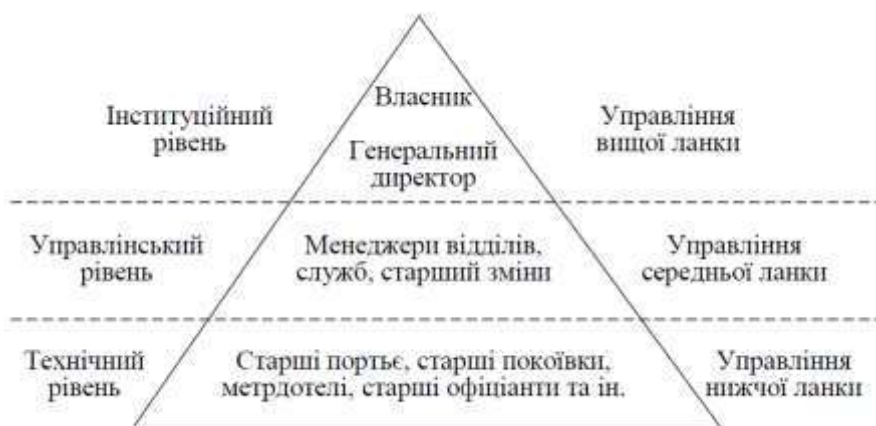 Інституційний
рівень
Власник
Генеральний
директор
Управління
вищої ланки
Управлінський
рівень
Менеджери відділів,
служб, старший зміни
Управління
середньої ланки
Технічний
рівень
Старші портьє, старші покоївки,
метрдотелі, старші офіціанти та ін.
Управління
нижчої ланки